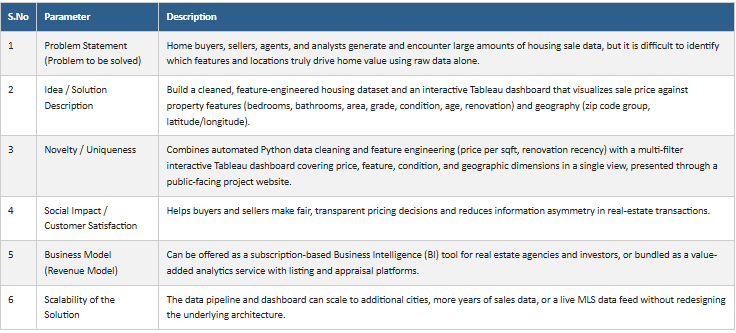 S.No Parameter Description
1 Problem Statement Home buyers, sellers, agents, and analysts generate and encounter large amounts of housing sale data, but it is difficult to identify
(Problem to be solved) which features and locations truly drive home value using raw data alone.
2 Idea / Solution Build a cleaned, feature-engineered housing dataset and an interactive Tableau dashboard that visualizes sale price against
Description property features (bedrooms, bathrooms, area, grade, condition, age, renovation) and geography (zip code group,
latitude/longitude).
3 Novelty / Uniqueness Combines automated Python data cleaning and feature engineering (price per sqft, renovation recency) with a multi-filter
interactive Tableau dashboard covering price, feature, condition, and geographic dimensions in a single view, presented through a
public-facing project website.
4 Social Impact / Helps buyers and sellers make fair, transparent pricing decisions and reduces information asymmetry in real-estate transactions.
Customer Satisfaction
5 Business Model Can be offered as a subscription-based Business Intelligence (BI) tool for real estate agencies and investors, or bundled as a value-
(Revenue Model) added analytics service with listing and appraisal platforms.
6 Scalability of the The data pipeline and dashboard can scale to additional cities, more years of sales data, or a live MLS data feed without redesigning
Solution the underlying architecture.